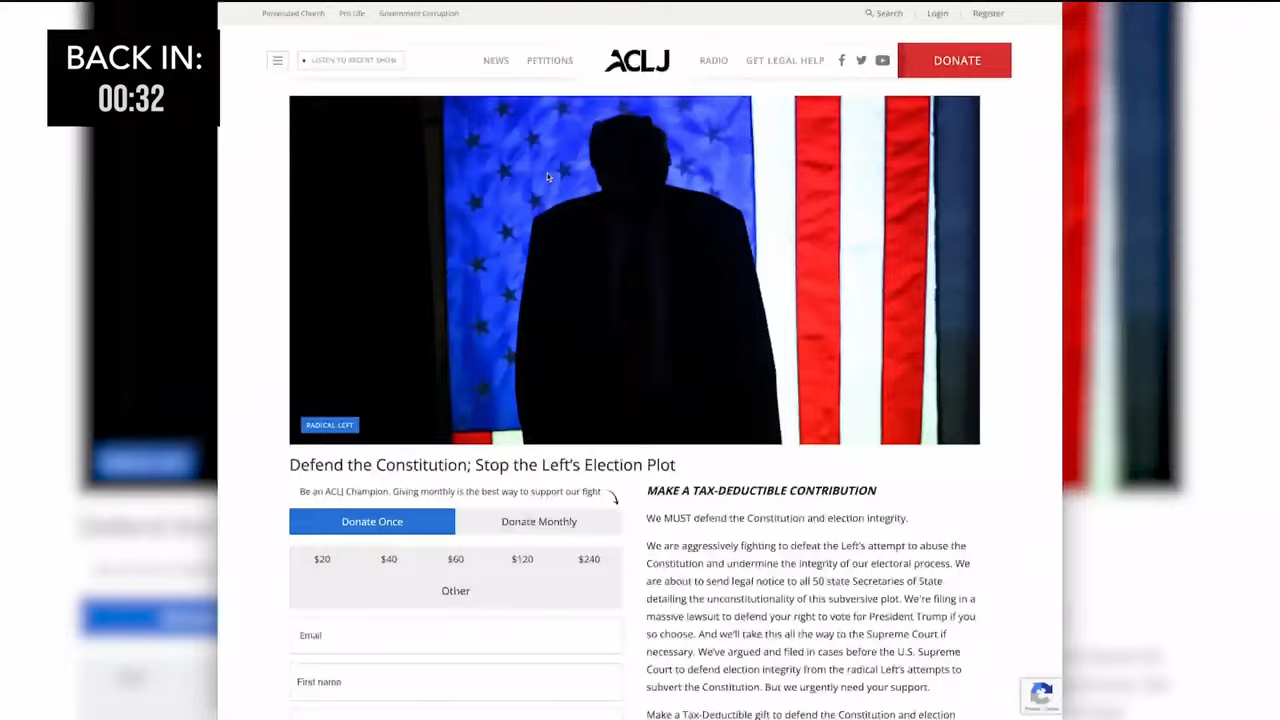 BACK IN:
00:32
Persecuted Church Pro Life Government Corruption
Search Login Register
LISTEN TO RECENT SHOW
NEWS PETITIONS ACLJ RADIO GET LEGAL HELP DONATE
RADICAL LEFT
Defend the Constitution; Stop the Left's Election Plot
Be an ACLJ Champion. Giving monthly is the best way to support our fight
Donate Once Donate Monthly
$20 $40 $60 $120 $240
Other
Email
First name
MAKE A TAX-DEDUCTIBLE CONTRIBUTION
We MUST defend the Constitution and election integrity.
We are aggressively fighting to defeat the Left's attempt to abuse the
Constitution and undermine the integrity of our electoral process. We
are about to send legal notice to all 50 state Secretaries of State
detailing the unconstitutionality of this subversive plot. We're filing in a
massive lawsuit to defend your right to vote for President Trump if you
so choose. And we'll take this all the way to the Supreme Court if
necessary. We've argued and filed in cases before the U.S. Supreme
Court to defend election integrity from the radical Left's attempts to
subvert the Constitution. But we urgently need your support.
Make a Tax-Deductible gift to defend the Constitution and election